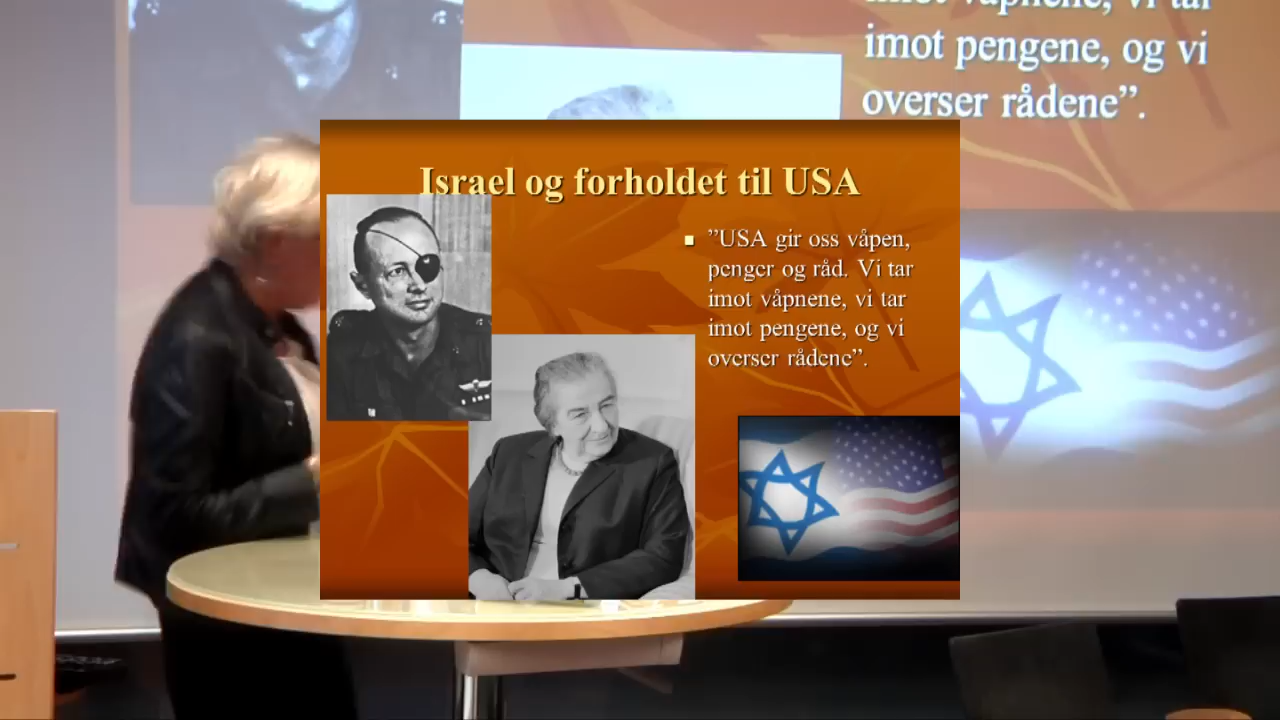 imot våpnene, vi tar
imot pengene, og vi
overser rådene”.
Israel og forholdet til USA
”USA gir oss våpen,
penger og råd. Vi tar
imot våpnene, vi tar
imot pengene, og vi
overser rådene”.